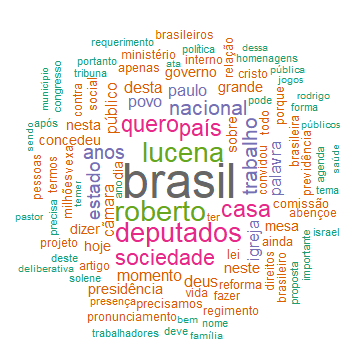 brasileiros
requerimento
política
dessa
ministério
relação
homenagens
portanto
ata
interno
tribuna
apenas
cristo
pública
congresso
governo
jogos
município
contra
social
desta
paulo
grande
pode
porque
rodrigo
público
povo
nacional
forma
após
nesta
quero
país
sobre
todo
brasileira
públicos
concedeu
lucena
convidou
previdência
sendo
pessoas
termos
milhões
vexa
anos
trabalho
palavra
agenda
saúde
temer
estado
câmara
ano
dia
brasil
tema
pastor
precisa
roberto
ter
casa
comissão
abençoe
dizer
deputados
igreja
mesa
israel
projeto
hoje
sociedade
lei
ainda
importante
deste
artigo
momento
deus
neste
direitos
brasileiro
proposta
deliberativa
solene
presidência
vida
reforma
fazer
presença
precisamos
regimento
pronunciamento
bem
nome
trabalhadores
deve
família